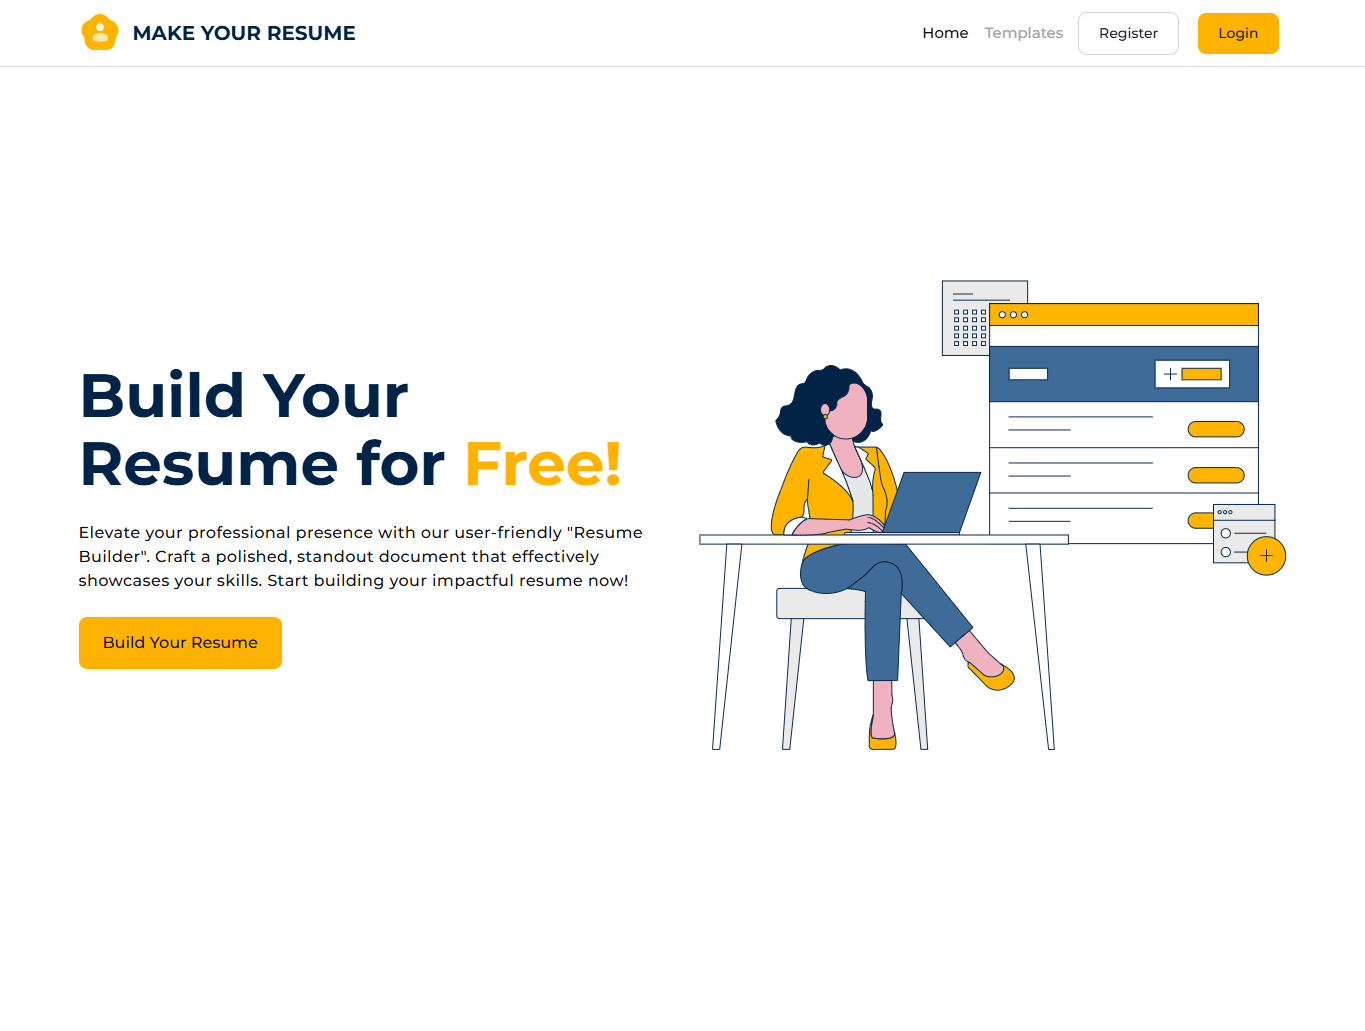 MAKE YOUR RESUME
Home
Templates
Register
Login
Build Your
Resume for Free!
Elevate your professional presence with our user-friendly "Resume
Builder". Craft a polished, standout document that effectively
showcases your skills. Start building your impactful resume now!
Build Your Resume